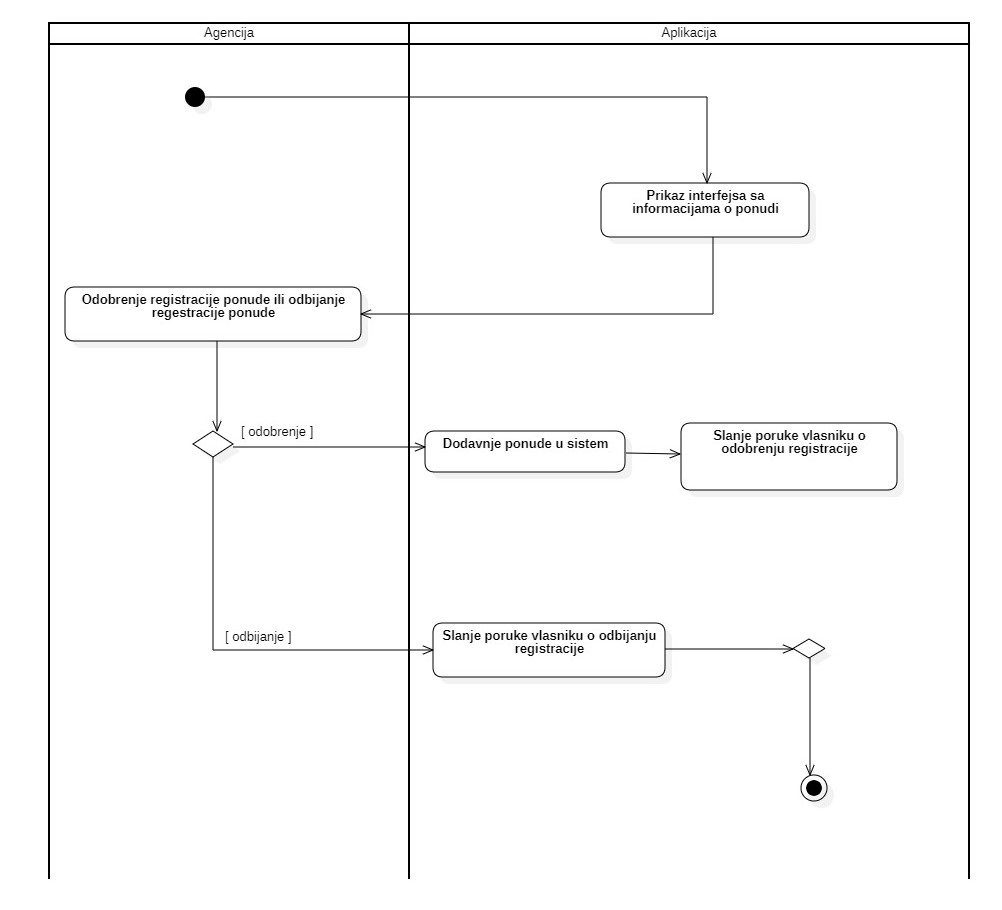 Agencija
Aplikacija
Prikaz interfejsa sa
informacijama o ponudi
Odobrenje registracije ponude ili odbijanje
regestracije ponude
[ odobrenje ]
Dodavnje ponude u sistem
Slanje poruke vlasniku o
odobrenju registracije
[ odbijanje ]
Slanje poruke vlasniku o odbijanju
registracije